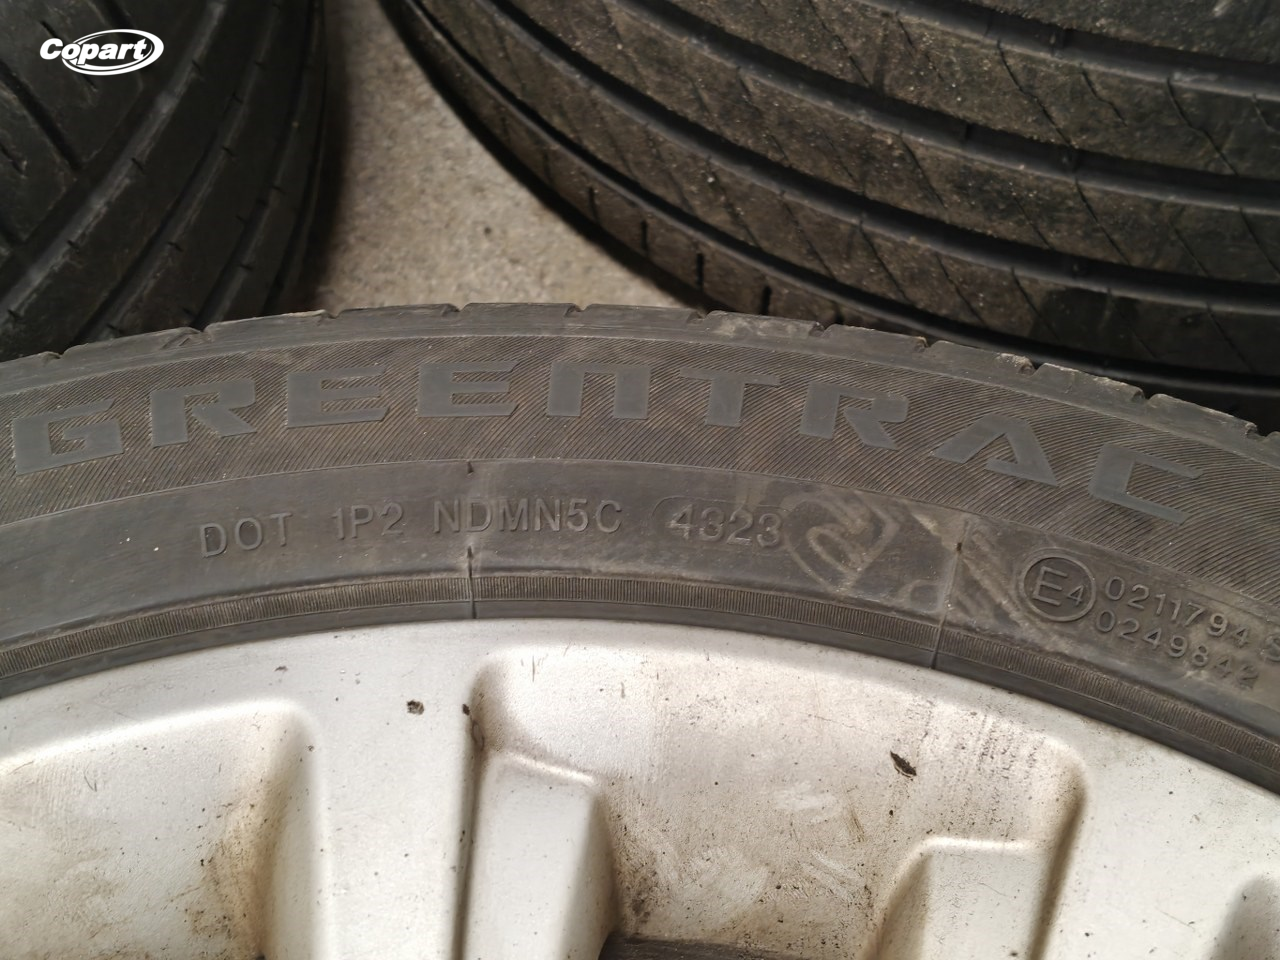 Copart
GREENTRAC
DOT 1P2 NDMN5C 4323
E4
0211794
0249842